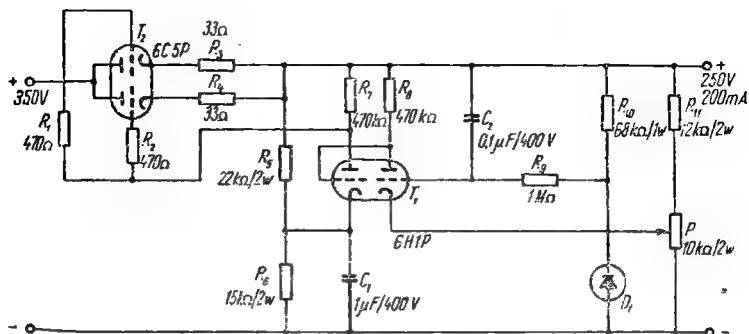 T₂
6C5P
33Ω
R₃
R₄
33Ω
+
350V
R₁
470Ω
R₂
470Ω
R₅
22kΩ/2w
R₆
15kΩ/2w
R₇
470kΩ
R₈
470kΩ
T₁
6H1P
C₁
1μF/400V
C₂
0,1μF/400V
R₉
1MΩ
R₁₀
68kΩ/1w
R₁₁
12kΩ/2w
P
10kΩ/2w
D₁
+
250V
200mA
-
-